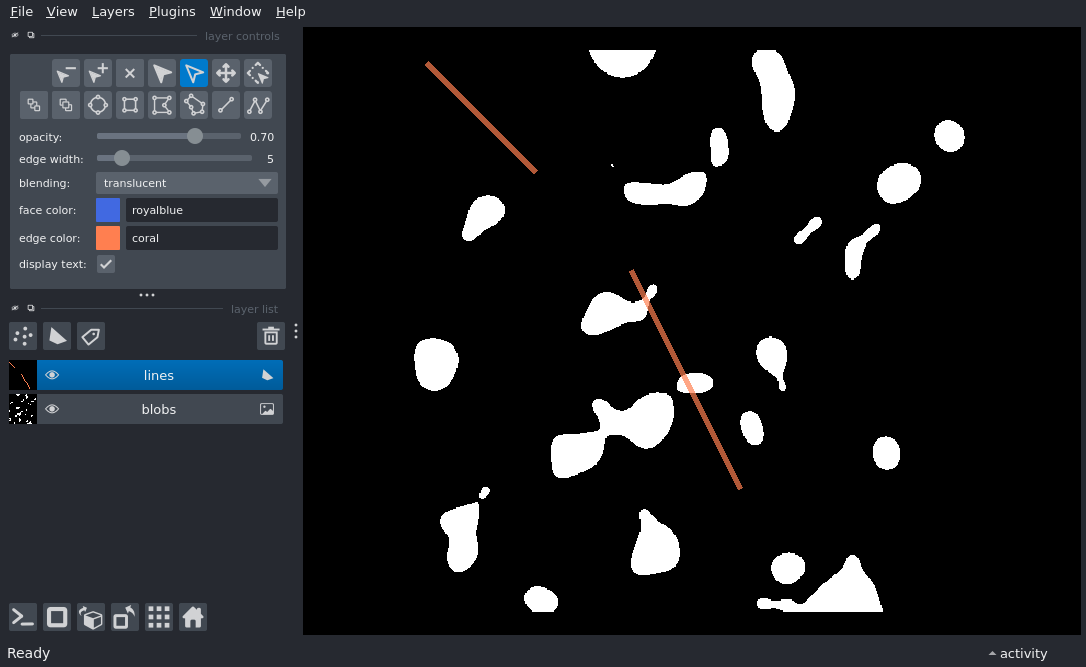 File View Layers Plugins Window Help
layer controls
opacity: 0.70
edge width: 5
blending: translucent
face color: royalblue
edge color: coral
display text:
layer list
lines
blobs
Ready
activity